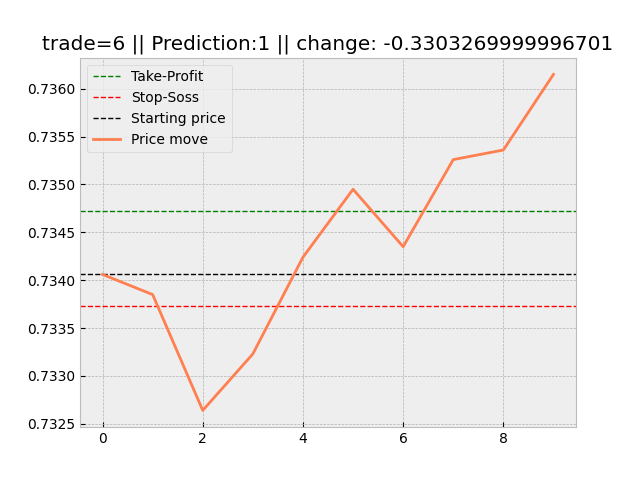 trade=6 || Prediction:1 || change: -0.3303269999996701
Take-Profit
Stop-Soss
Starting price
Price move
0.7360
0.7355
0.7350
0.7345
0.7340
0.7335
0.7330
0.7325
0 2 4 6 8